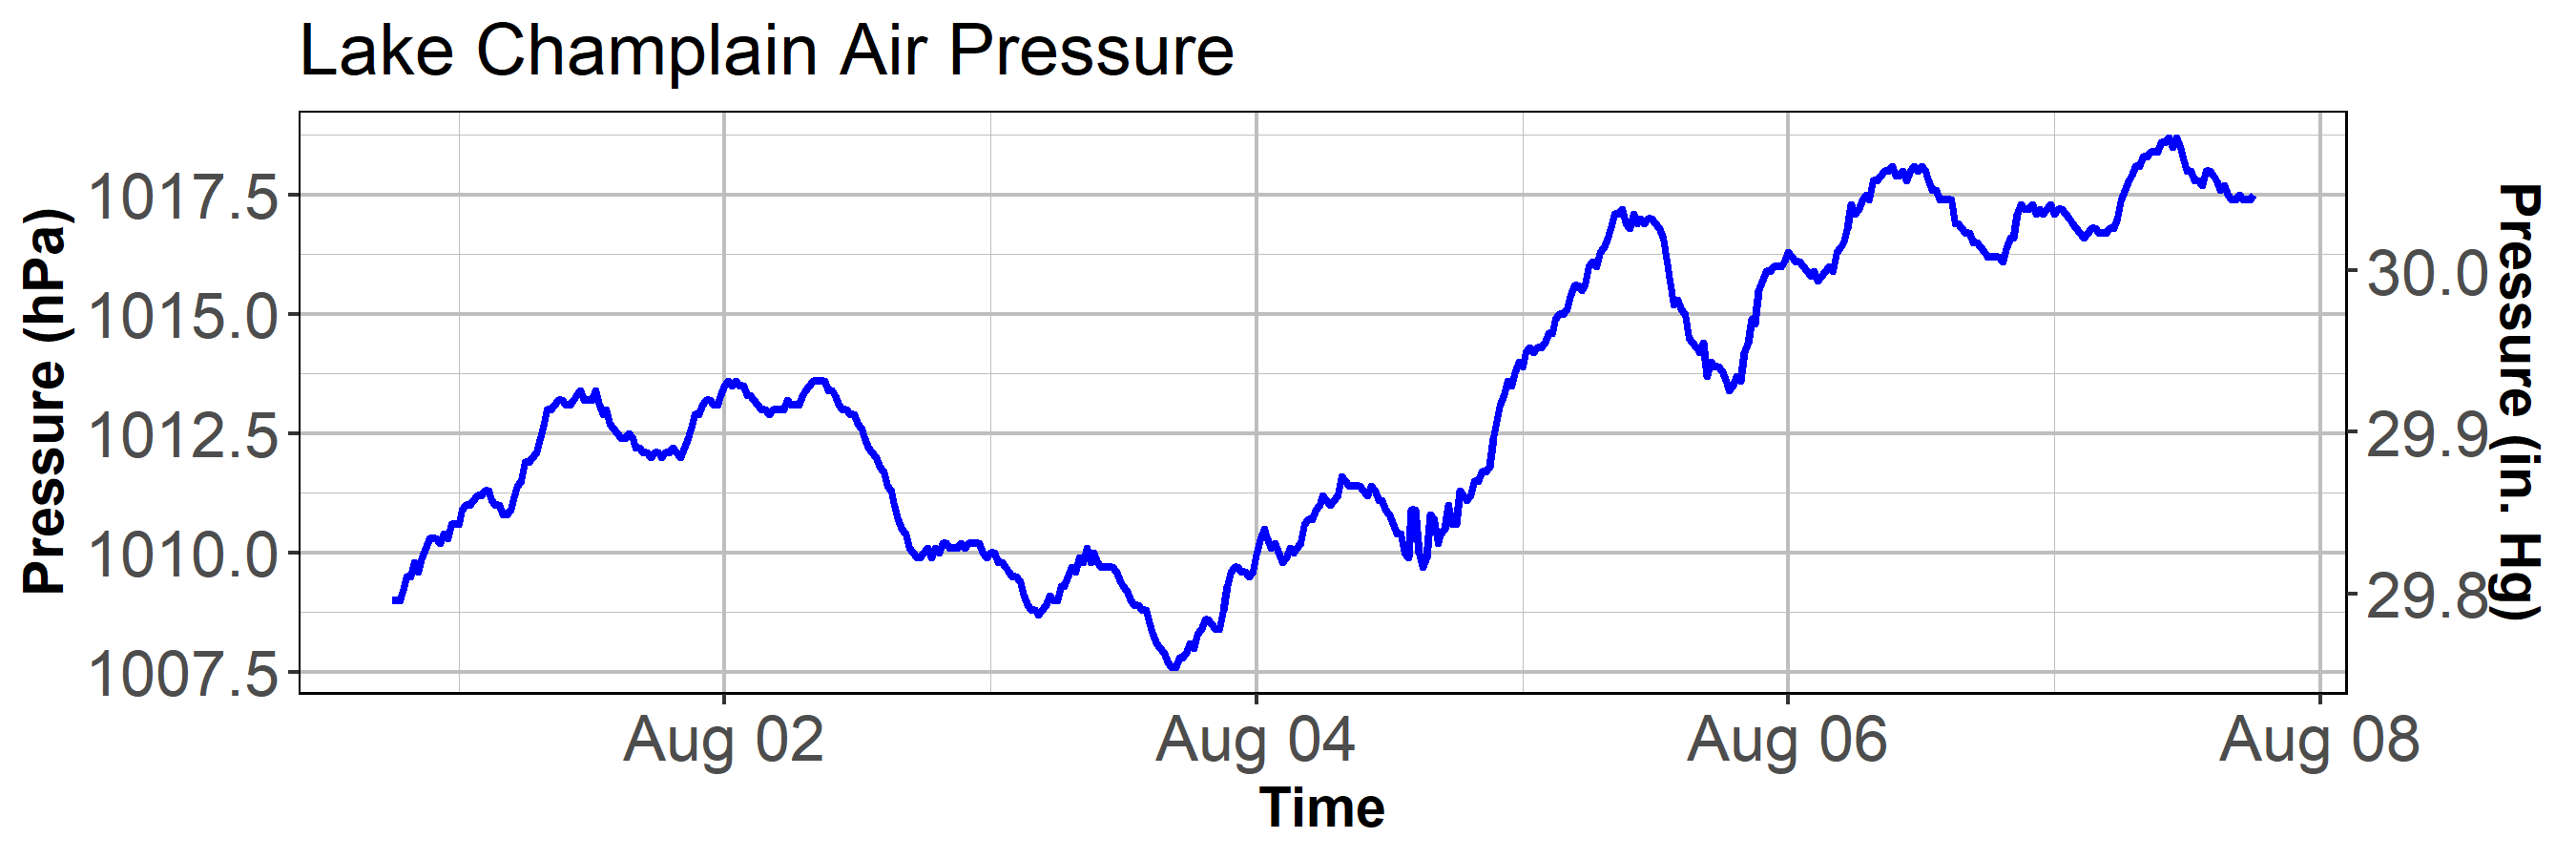 Lake Champlain Air Pressure
Pressure (hPa)
1017.5
1015.0
1012.5
1010.0
1007.5
30.0
29.9
29.8
Pressure (in. Hg)
Aug 02
Aug 04
Aug 06
Aug 08
Time